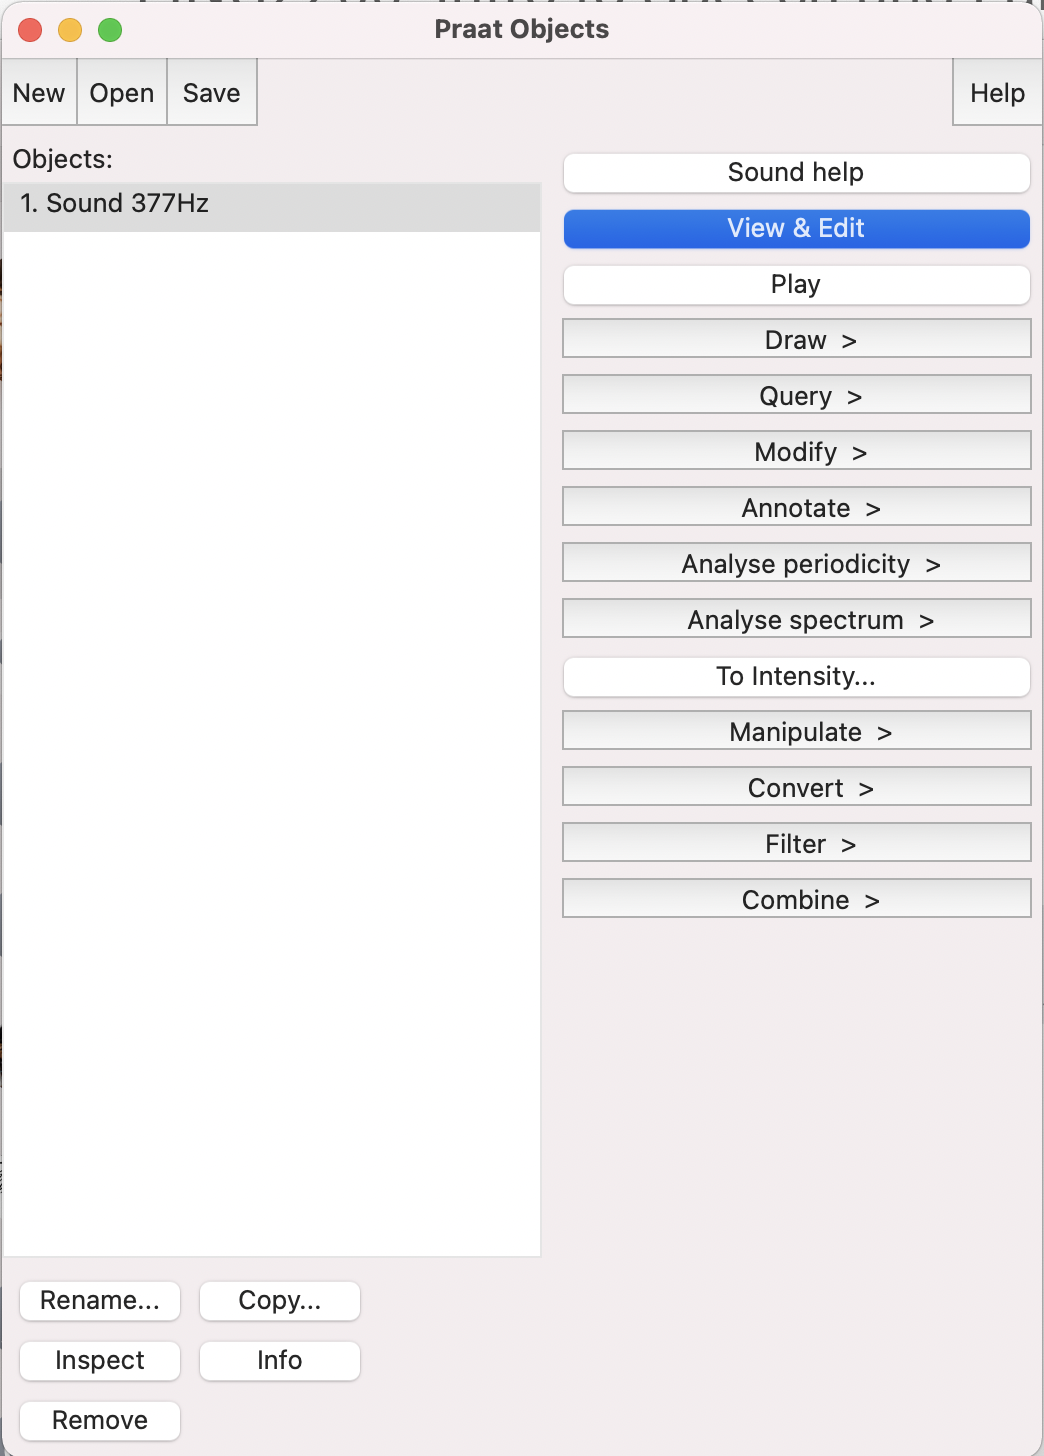 Praat Objects
New Open Save Help
Objects:
1. Sound 377Hz
Sound help
View & Edit
Play
Draw >
Query >
Modify >
Annotate >
Analyse periodicity >
Analyse spectrum >
To Intensity...
Manipulate >
Convert >
Filter >
Combine >
Rename... Copy...
Inspect Info
Remove